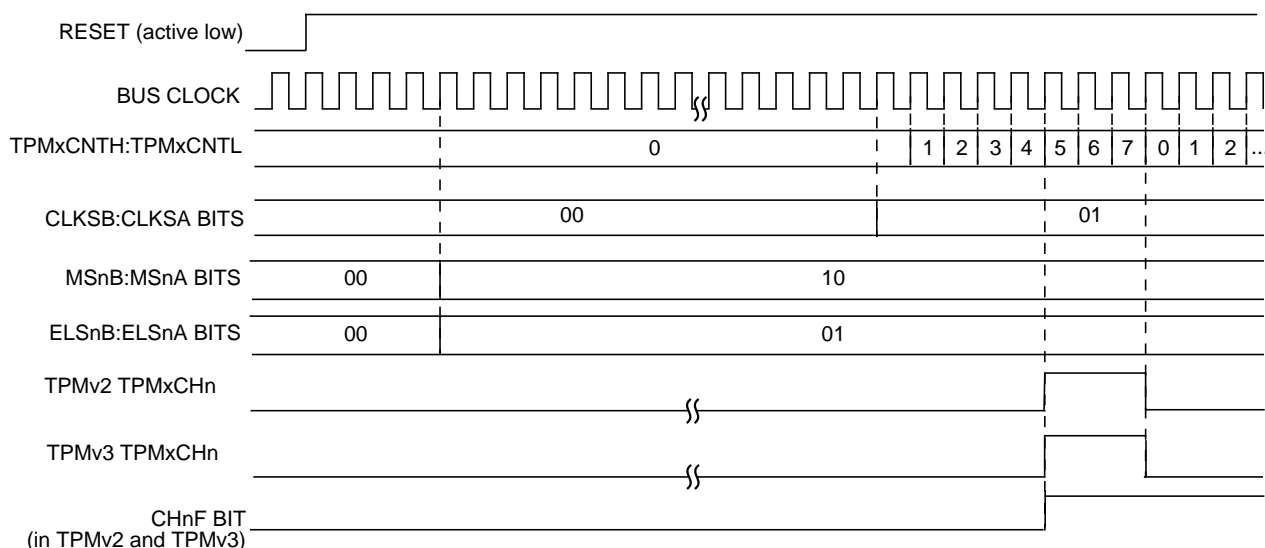 RESET (active low)
BUS CLOCK
TPMxCNTH:TPMxCNTL 0 1 2 3 4 5 6 7 0 1 2 ...
CLKSB:CLKSA BITS 00 01
MSnB:MSnA BITS 00 10
ELSnB:ELSnA BITS 00 01
TPMv2 TPMxCHn
TPMv3 TPMxCHn
CHnF BIT
(in TPMv2 and TPMv3)